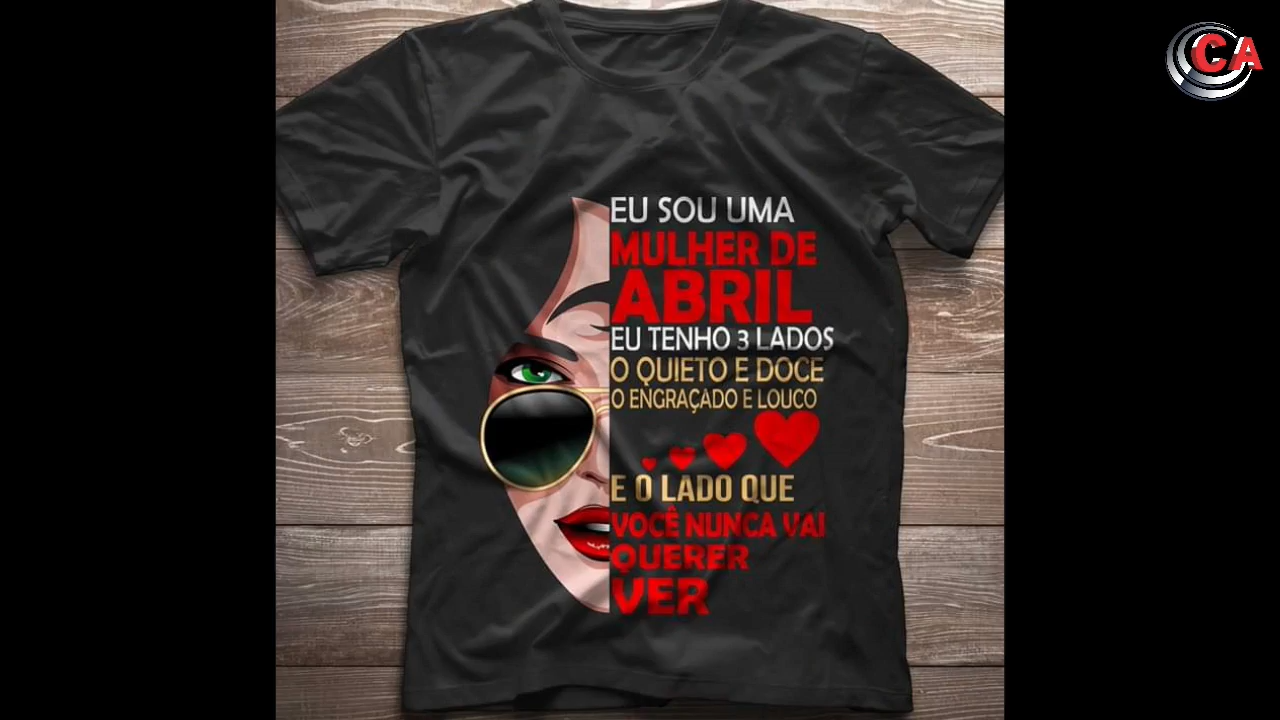 CA
EU SOU UMA
MULHER DE
ABRIL
EU TENHO 3 LADOS
O QUIETO E DOCE
O ENGRAÇADO E LOUCO
E O LADO QUE
VOCÊ NUNCA VAI
QUERER
VER